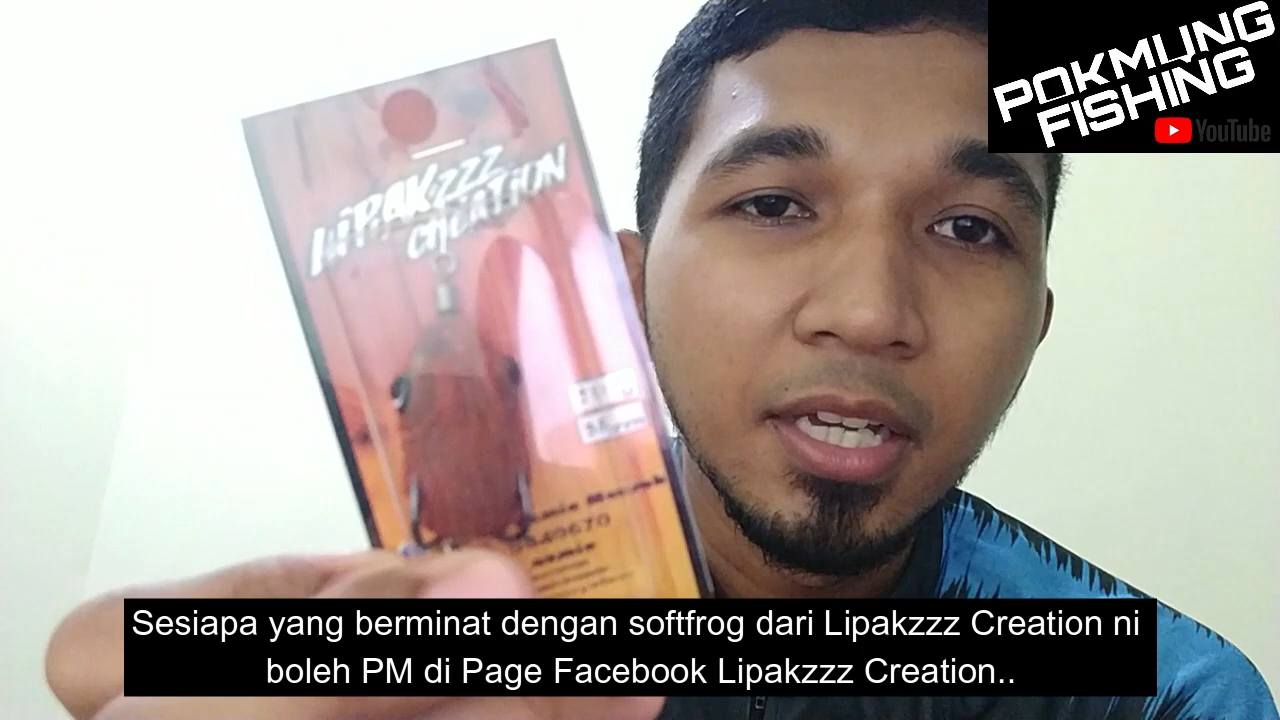 POKMUNG
FISHING
YouTube
LiPAKzzz
CREATION
Sesiapa yang berminat dengan softfrog dari Lipakzzz Creation ni
boleh PM di Page Facebook Lipakzzz Creation..